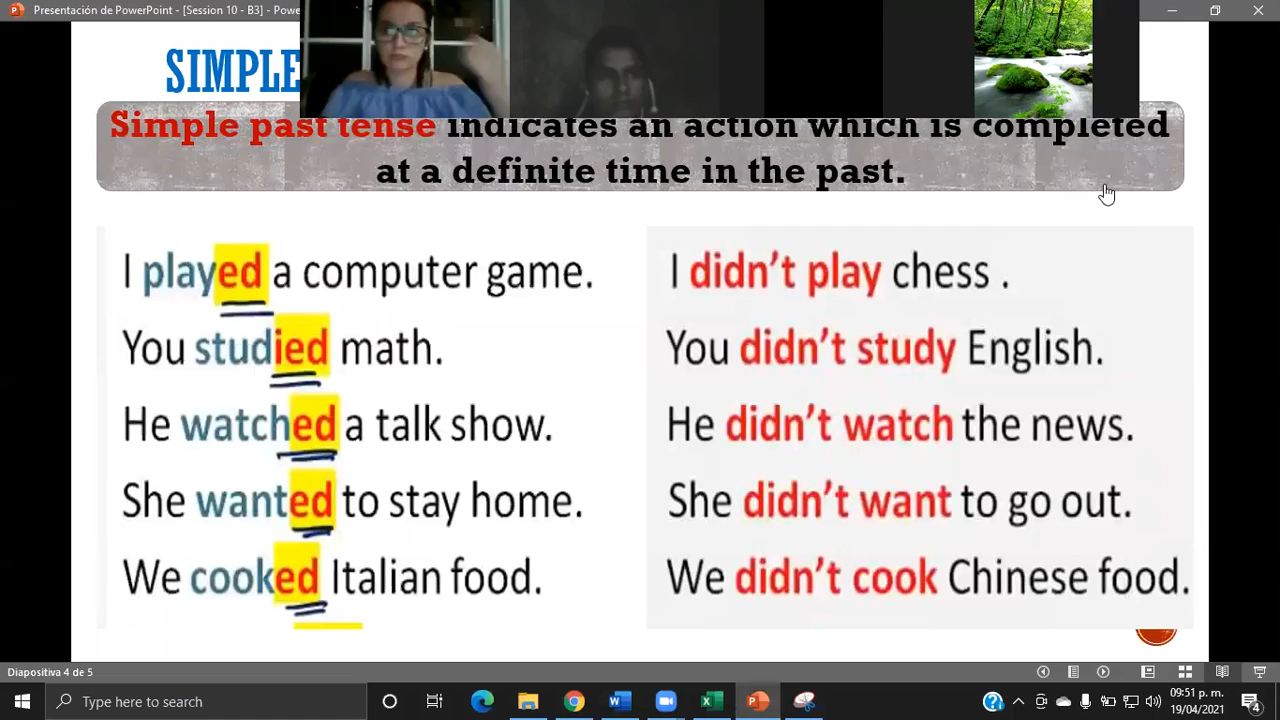 Presentación de PowerPoint - [Session 10 - B3] - Powe
SIMPLE
Simple past tense indicates an action which is completed
at a definite time in the past.
I played a computer game.
You studied math.
He watched a talk show.
She wanted to stay home.
We cooked Italian food.
I didn't play chess .
You didn't study English.
He didn't watch the news.
She didn't want to go out.
We didn't cook Chinese food.
Diapositiva 4 de 5
Type here to search
09:51 p. m.
19/04/2021
4